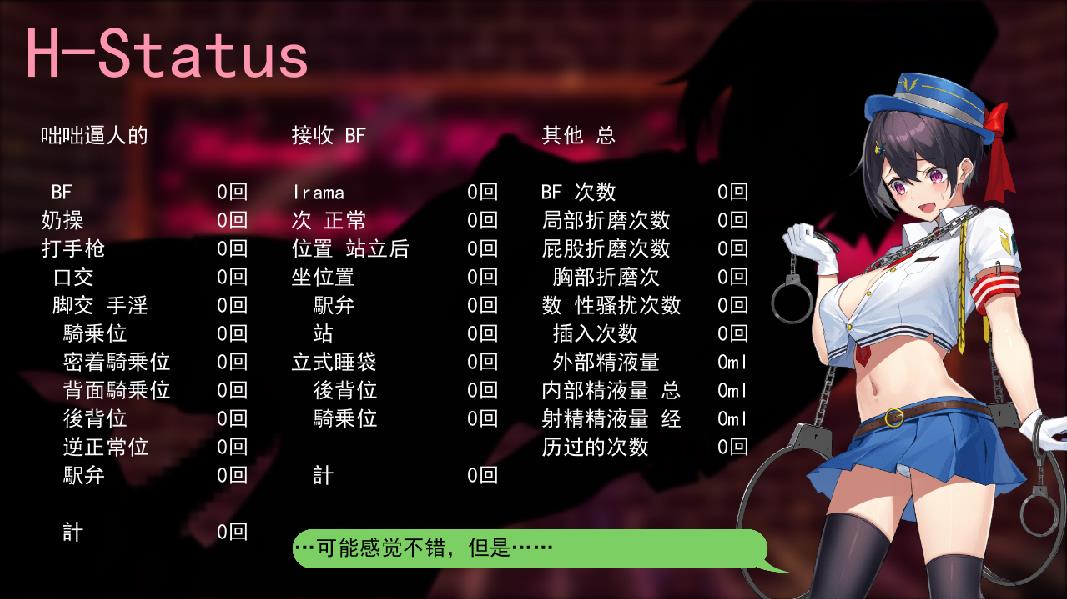 H-Status
咄咄逼人的 接收 BF 其他 总
BF 0回 Irama 0回 BF 次数 0回
奶操 0回 次 正常 0回 局部折磨次数 0回
打手枪 0回 位置 站立后 0回 屁股折磨次数 0回
口交 0回 坐位置 0回 胸部折磨次 0回
脚交 手淫 0回 駅弁 0回 数 性骚扰次数 0回
騎乗位 0回 站 0回 插入次数 0回
密着騎乗位 0回 立式睡袋 0回 外部精液量 0ml
背面騎乗位 0回 後背位 0回 内部精液量 总 0ml
後背位 0回 騎乗位 0回 射精精液量 经 0ml
逆正常位 0回 历过的次数 0回
駅弁 0回 計 0回
計 0回
…可能感觉不错，但是……